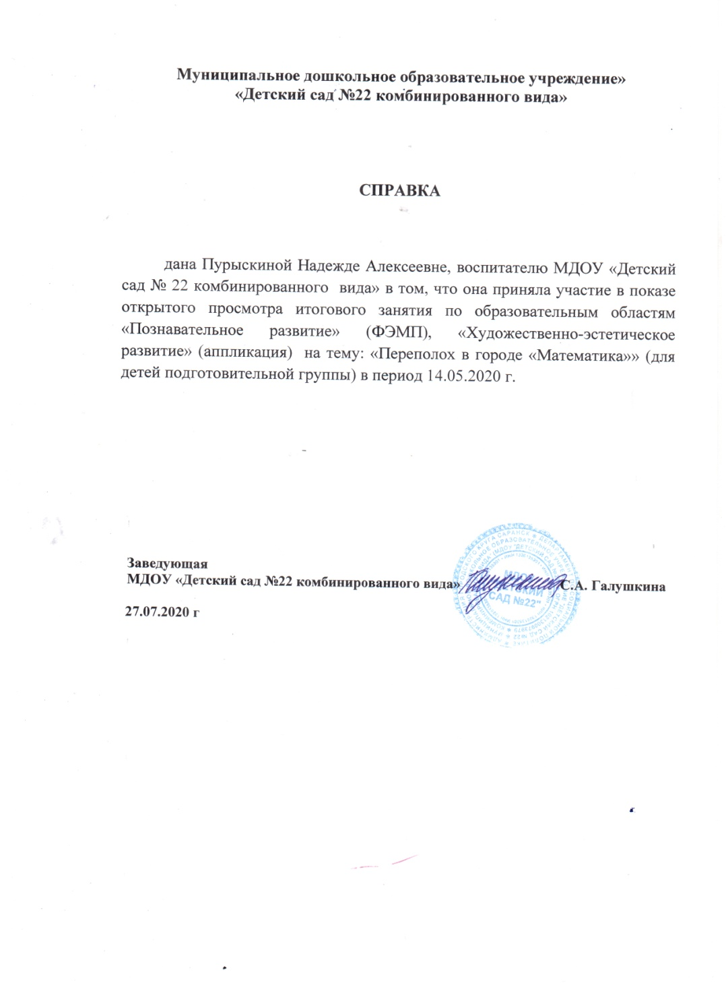 Муниципальное дошкольное образовательное учреждение»
«Детский сад №22 комбинированного вида»
СПРАВКА
дана Пурыскиной Надежде Алексеевне, воспитателю МДОУ «Детский
сад № 22 комбинированного вида» в том, что она приняла участие в показе
открытого просмотра итогового занятия по образовательным областям
«Познавательное развитие» (ФЭМП), «Художественно-эстетическое
развитие» (аппликация) на тему: «Переполох в городе «Математика»» (для
детей подготовительной группы) в период 14.05.2020 г.
Заведующая
МДОУ «Детский сад №22 комбинированного вида» С.А. Галушкина
27.07.2020 г
МДОУ
ДЕТСКИЙ
САД №22"